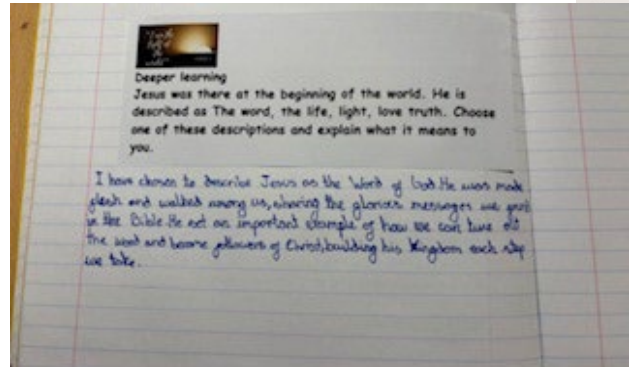 Deeper learning
Jesus was there at the beginning of the world. He is
described as The word, the life, light, love truth. Choose
one of these descriptions and explain what it means to
you.
I have chosen to describe Jesus as the Word of God. He was made
flesh and walked among us, sharing the glorious messages we
in the Bible. He set an important example of how we can live out
the word and become followers of Christ, building his Kingdom each step
we take.